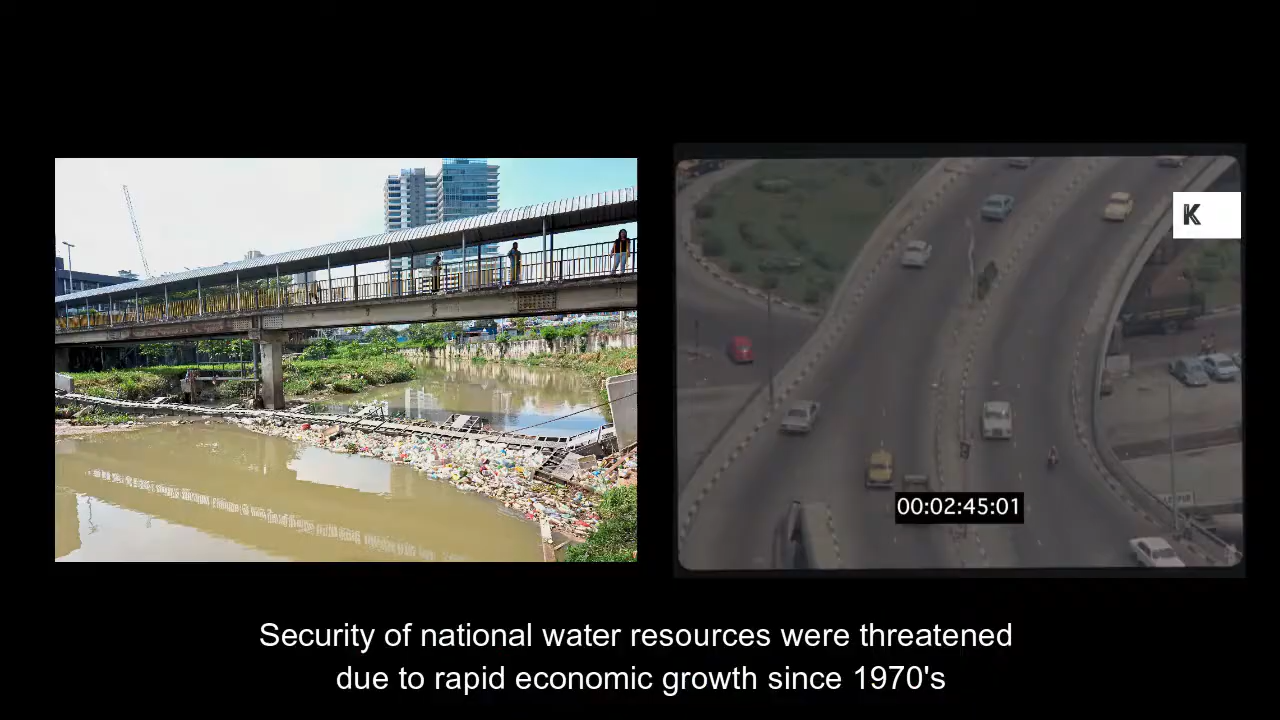 K
00:02:45:01
Security of national water resources were threatened
due to rapid economic growth since 1970's